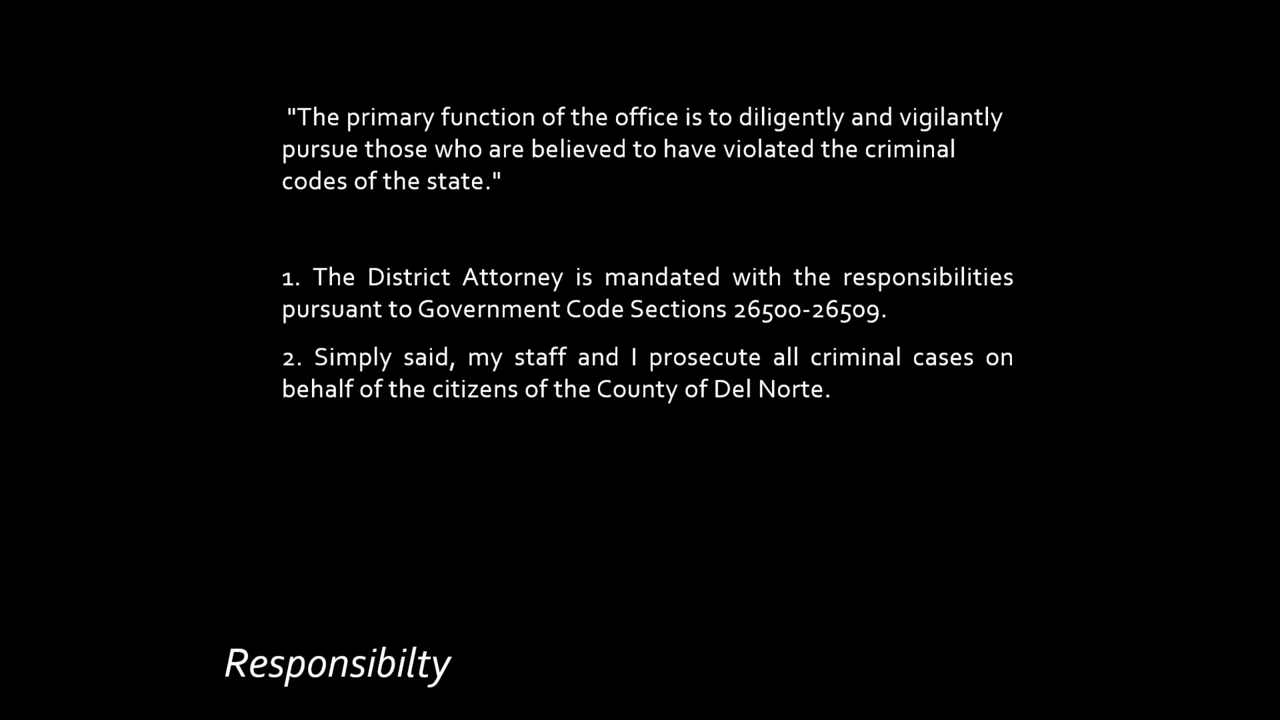 "The primary function of the office is to diligently and vigilantly
pursue those who are believed to have violated the criminal
codes of the state."
1. The District Attorney is mandated with the responsibilities
pursuant to Government Code Sections 26500-26509.
2. Simply said, my staff and I prosecute all criminal cases on
behalf of the citizens of the County of Del Norte.
Responsibilty